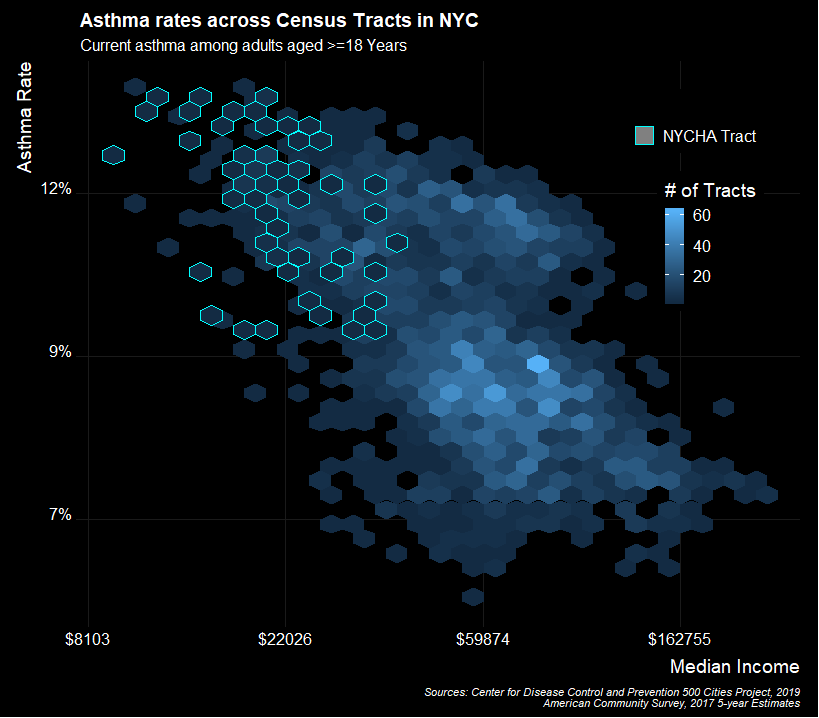 Asthma rates across Census Tracts in NYC
Current asthma among adults aged >=18 Years
Asthma Rate
NYCHA Tract
# of Tracts
60
40
20
12%
9%
7%
$8103
$22026
$59874
$162755
Median Income
Sources: Center for Disease Control and Prevention 500 Cities Project, 2019
American Community Survey, 2017 5-year Estimates